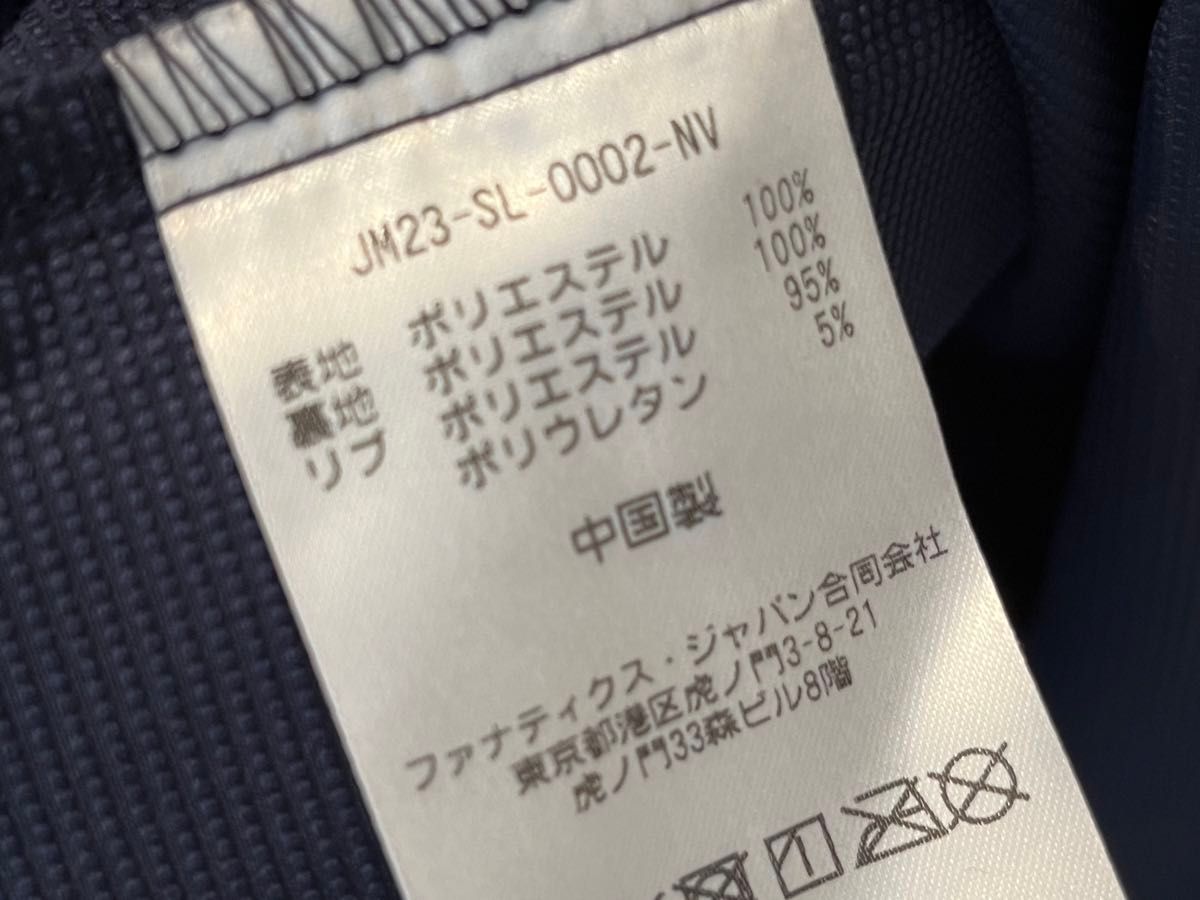 JM23-SL-0002-NV
表地 ポリエステル 100%
裏地 ポリエステル 100%
リブ ポリエステル 95%
ポリウレタン 5%
中国製
ファナティクス・ジャパン合同会社
東京都港区虎ノ門3-8-21
虎ノ門33森ビル8階